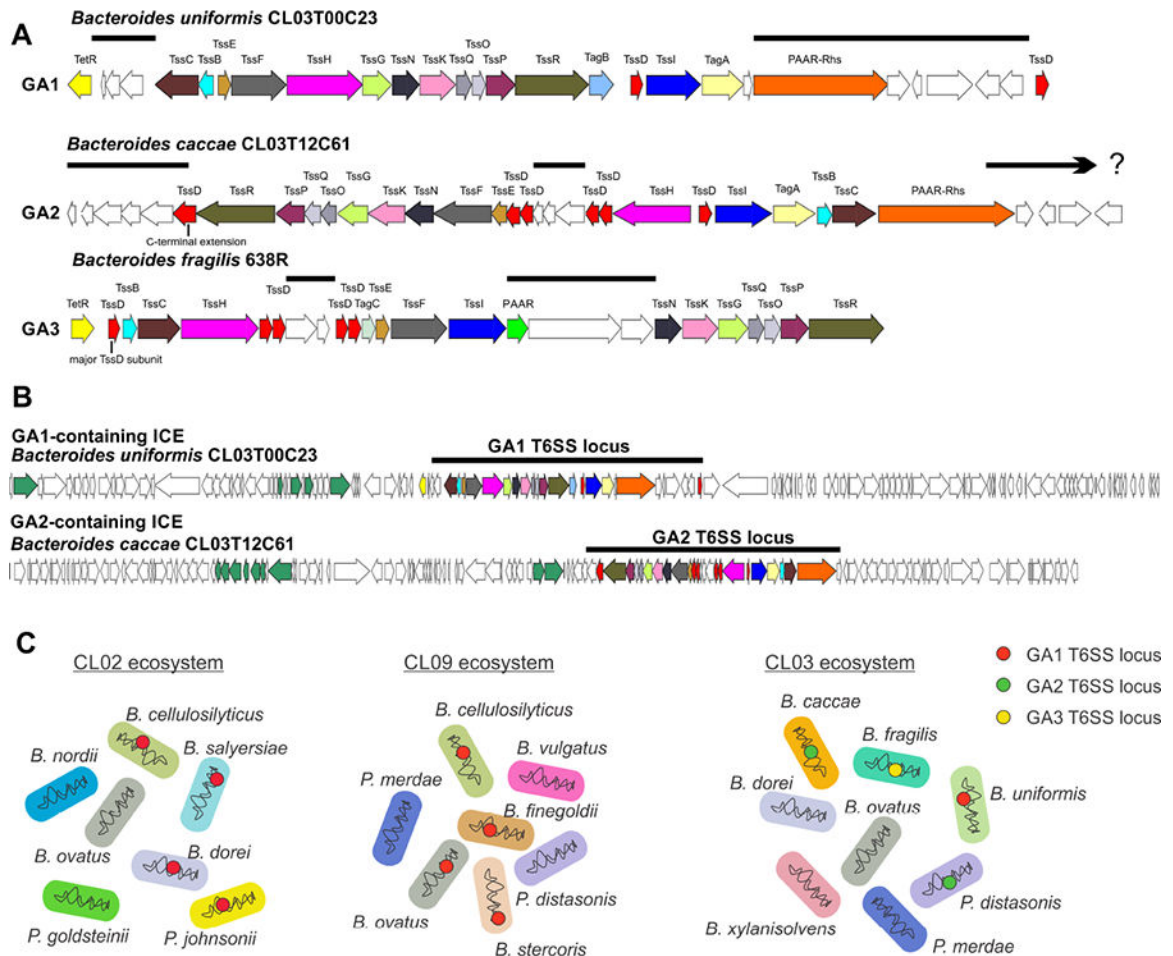 A
Bacteroides uniformis CL03T00C23
TssE TssO
TetR TssC TssB TssF TssH TssG TssN TssK TssQ TssP TssR TagB TssD TssI TagA PAAR-Rhs TssD
GA1
Bacteroides caccae CL03T12C61
?
TssQ TssG TssD TssD TssB
TssD TssR TssP TssO TssK TssN TssF TssE TssD TssD TssH TssD TssI TagA TssC PAAR-Rhs
GA2
C-terminal extension
Bacteroides fragilis 638R
TssB TssD TssD TssE TssQ TssP
TetR TssD TssC TssH TssD TagC TssF TssI PAAR TssN TssK TssG TssO TssR
GA3
major TssD subunit
B
GA1-containing ICE
Bacteroides uniformis CL03T00C23
GA1 T6SS locus
GA2-containing ICE
Bacteroides caccae CL03T12C61
GA2 T6SS locus
C
CL02 ecosystem
B. cellulosilyticus
B. nordii
B. salyersiae
B. ovatus
B. dorei
P. goldsteinii
P. johnsonii
CL09 ecosystem
B. cellulosilyticus
P. merdae
B. vulgatus
B. finegoldii
B. ovatus
P. distasonis
B. stercoris
CL03 ecosystem
B. caccae
B. fragilis
B. dorei
B. ovatus
B. uniformis
B. xylanisolvens
P. distasonis
P. merdae
GA1 T6SS locus
GA2 T6SS locus
GA3 T6SS locus